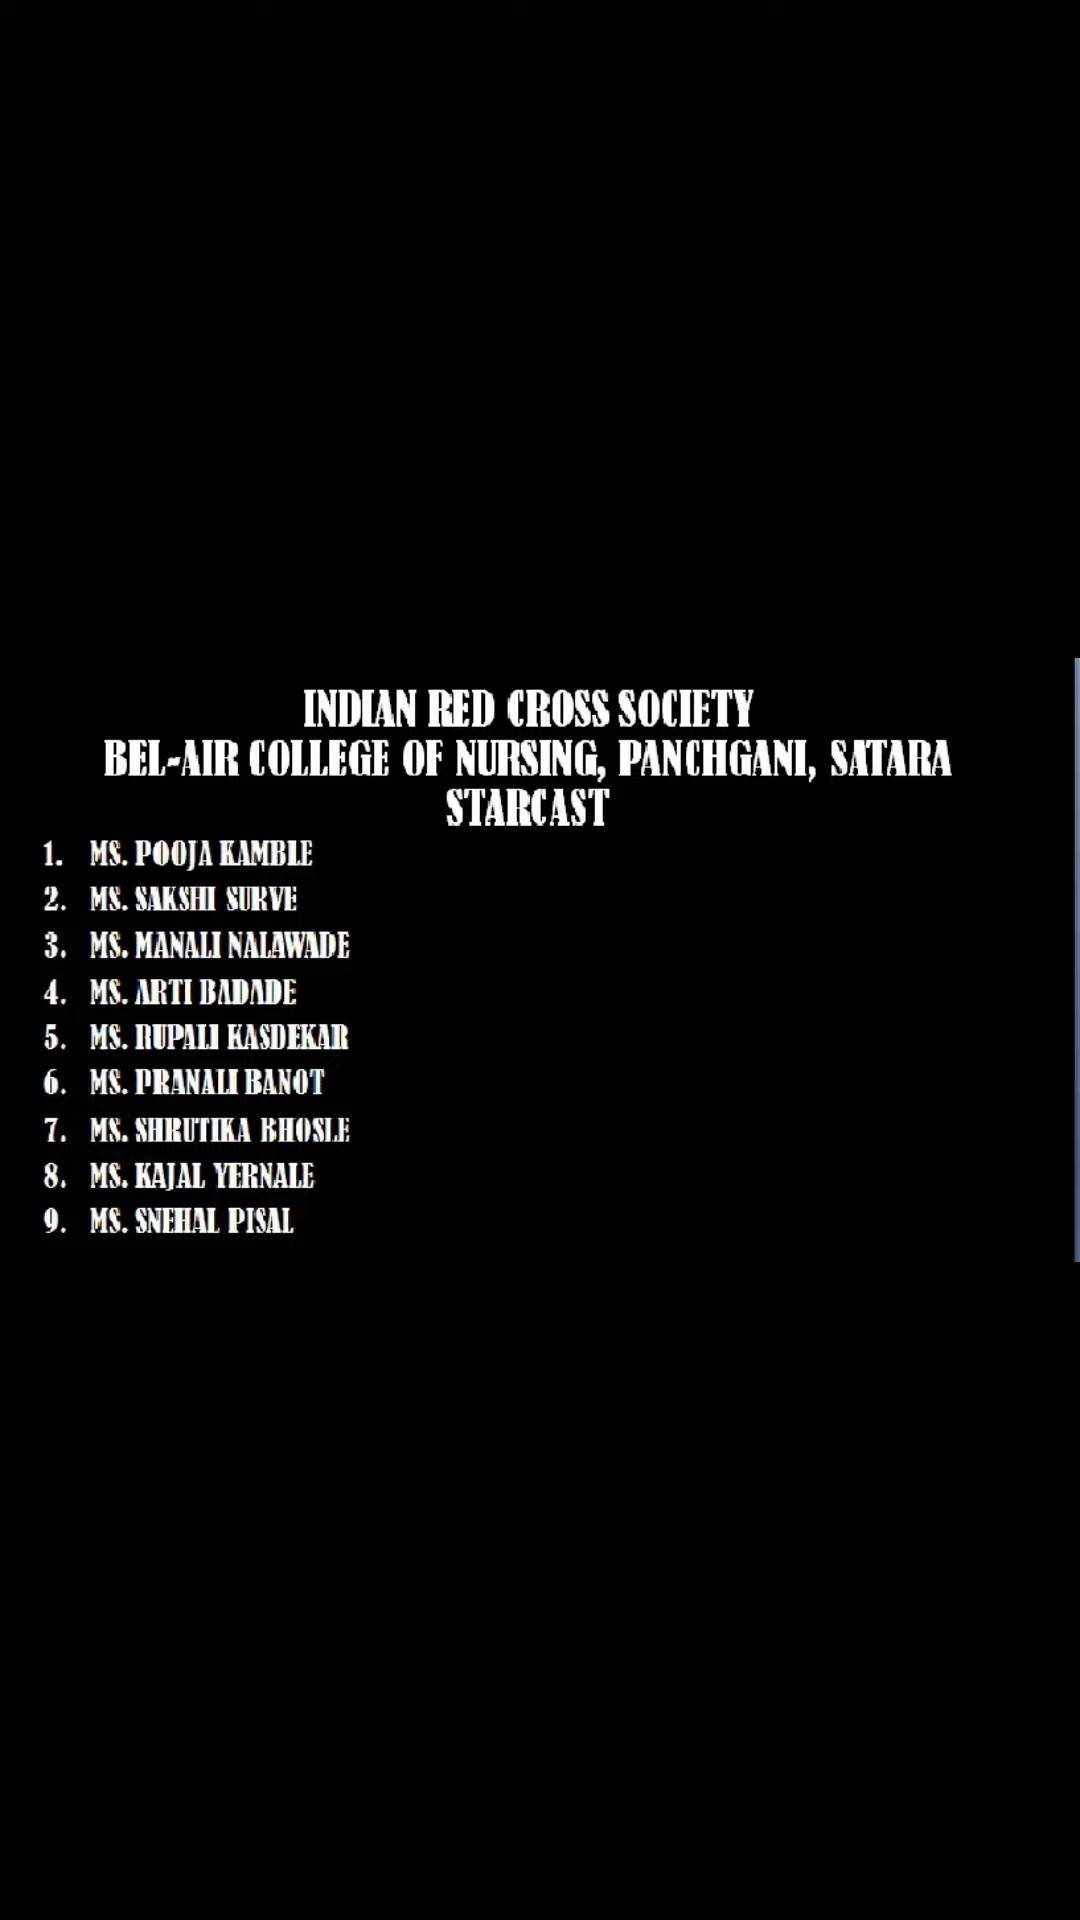 INDIAN RED CROSS SOCIETY
BEL-AIR COLLEGE OF NURSING, PANCHGANI, SATARA
STARCAST
1. MS. POOJA KAMBLE
2. MS. SAKSHI SURVE
3. MS. MANALI NALAWADE
4. MS. ARTI BADADE
5. MS. RUPALI KASDEKAR
6. MS. PRANALI BANOT
7. MS. SHRUTIKA BHOSLE
8. MS. KAJAL YERNALE
9. MS. SNEHAL PISAL